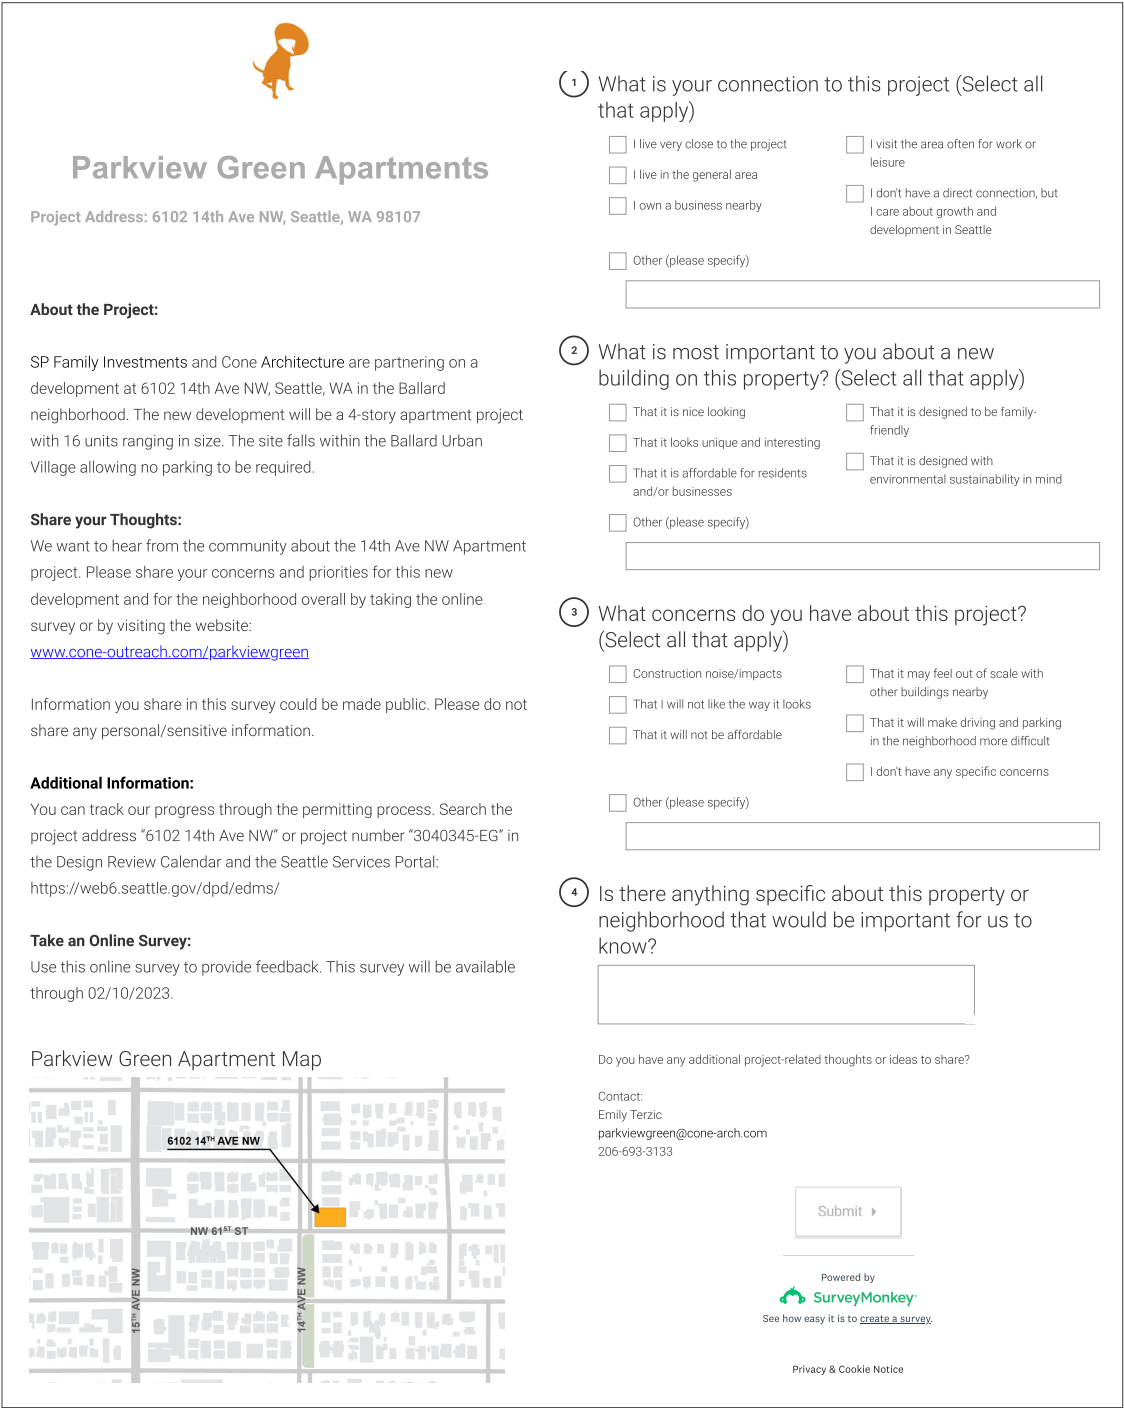 Parkview Green Apartments
Project Address: 6102 14th Ave NW, Seattle, WA 98107
About the Project:
SP Family Investments and Cone Architecture are partnering on a
development at 6102 14th Ave NW, Seattle, WA in the Ballard
neighborhood. The new development will be a 4-story apartment project
with 16 units ranging in size. The site falls within the Ballard Urban
Village allowing no parking to be required.
Share your Thoughts:
We want to hear from the community about the 14th Ave NW Apartment
project. Please share your concerns and priorities for this new
development and for the neighborhood overall by taking the online
survey or by visiting the website:
www.cone-outreach.com/parkviewgreen
Information you share in this survey could be made public. Please do not
share any personal/sensitive information.
Additional Information:
You can track our progress through the permitting process. Search the
project address “6102 14th Ave NW” or project number “3040345-EG” in
the Design Review Calendar and the Seattle Services Portal:
https://web6.seattle.gov/dpd/edms/
Take an Online Survey:
Use this online survey to provide feedback. This survey will be available
through 02/10/2023.
Parkview Green Apartment Map
6102 14TH AVE NW
NW 61ST ST
15TH AVE NW
14TH AVE NW
1 What is your connection to this project (Select all
that apply)
I live very close to the project
I live in the general area
I own a business nearby
I visit the area often for work or
leisure
I don't have a direct connection, but
I care about growth and
development in Seattle
Other (please specify)
2 What is most important to you about a new
building on this property? (Select all that apply)
That it is nice looking
That it looks unique and interesting
That it is affordable for residents
and/or businesses
That it is designed to be family-
friendly
That it is designed with
environmental sustainability in mind
Other (please specify)
3 What concerns do you have about this project?
(Select all that apply)
Construction noise/impacts
That I will not like the way it looks
That it will not be affordable
That it may feel out of scale with
other buildings nearby
That it will make driving and parking
in the neighborhood more difficult
I don't have any specific concerns
Other (please specify)
4 Is there anything specific about this property or
neighborhood that would be important for us to
know?
Do you have any additional project-related thoughts or ideas to share?
Contact:
Emily Terzic
parkviewgreen@cone-arch.com
206-693-3133
Submit
Powered by
SurveyMonkey
See how easy it is to create a survey.
Privacy & Cookie Notice